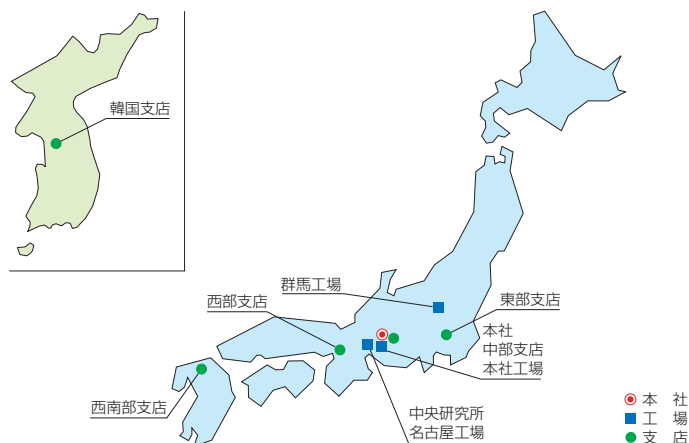 韓国支店
群馬工場
西部支店
東部支店
本社
中部支店
本社工場
西南部支店
中央研究所
名古屋工場
本　社
工　場
支　店